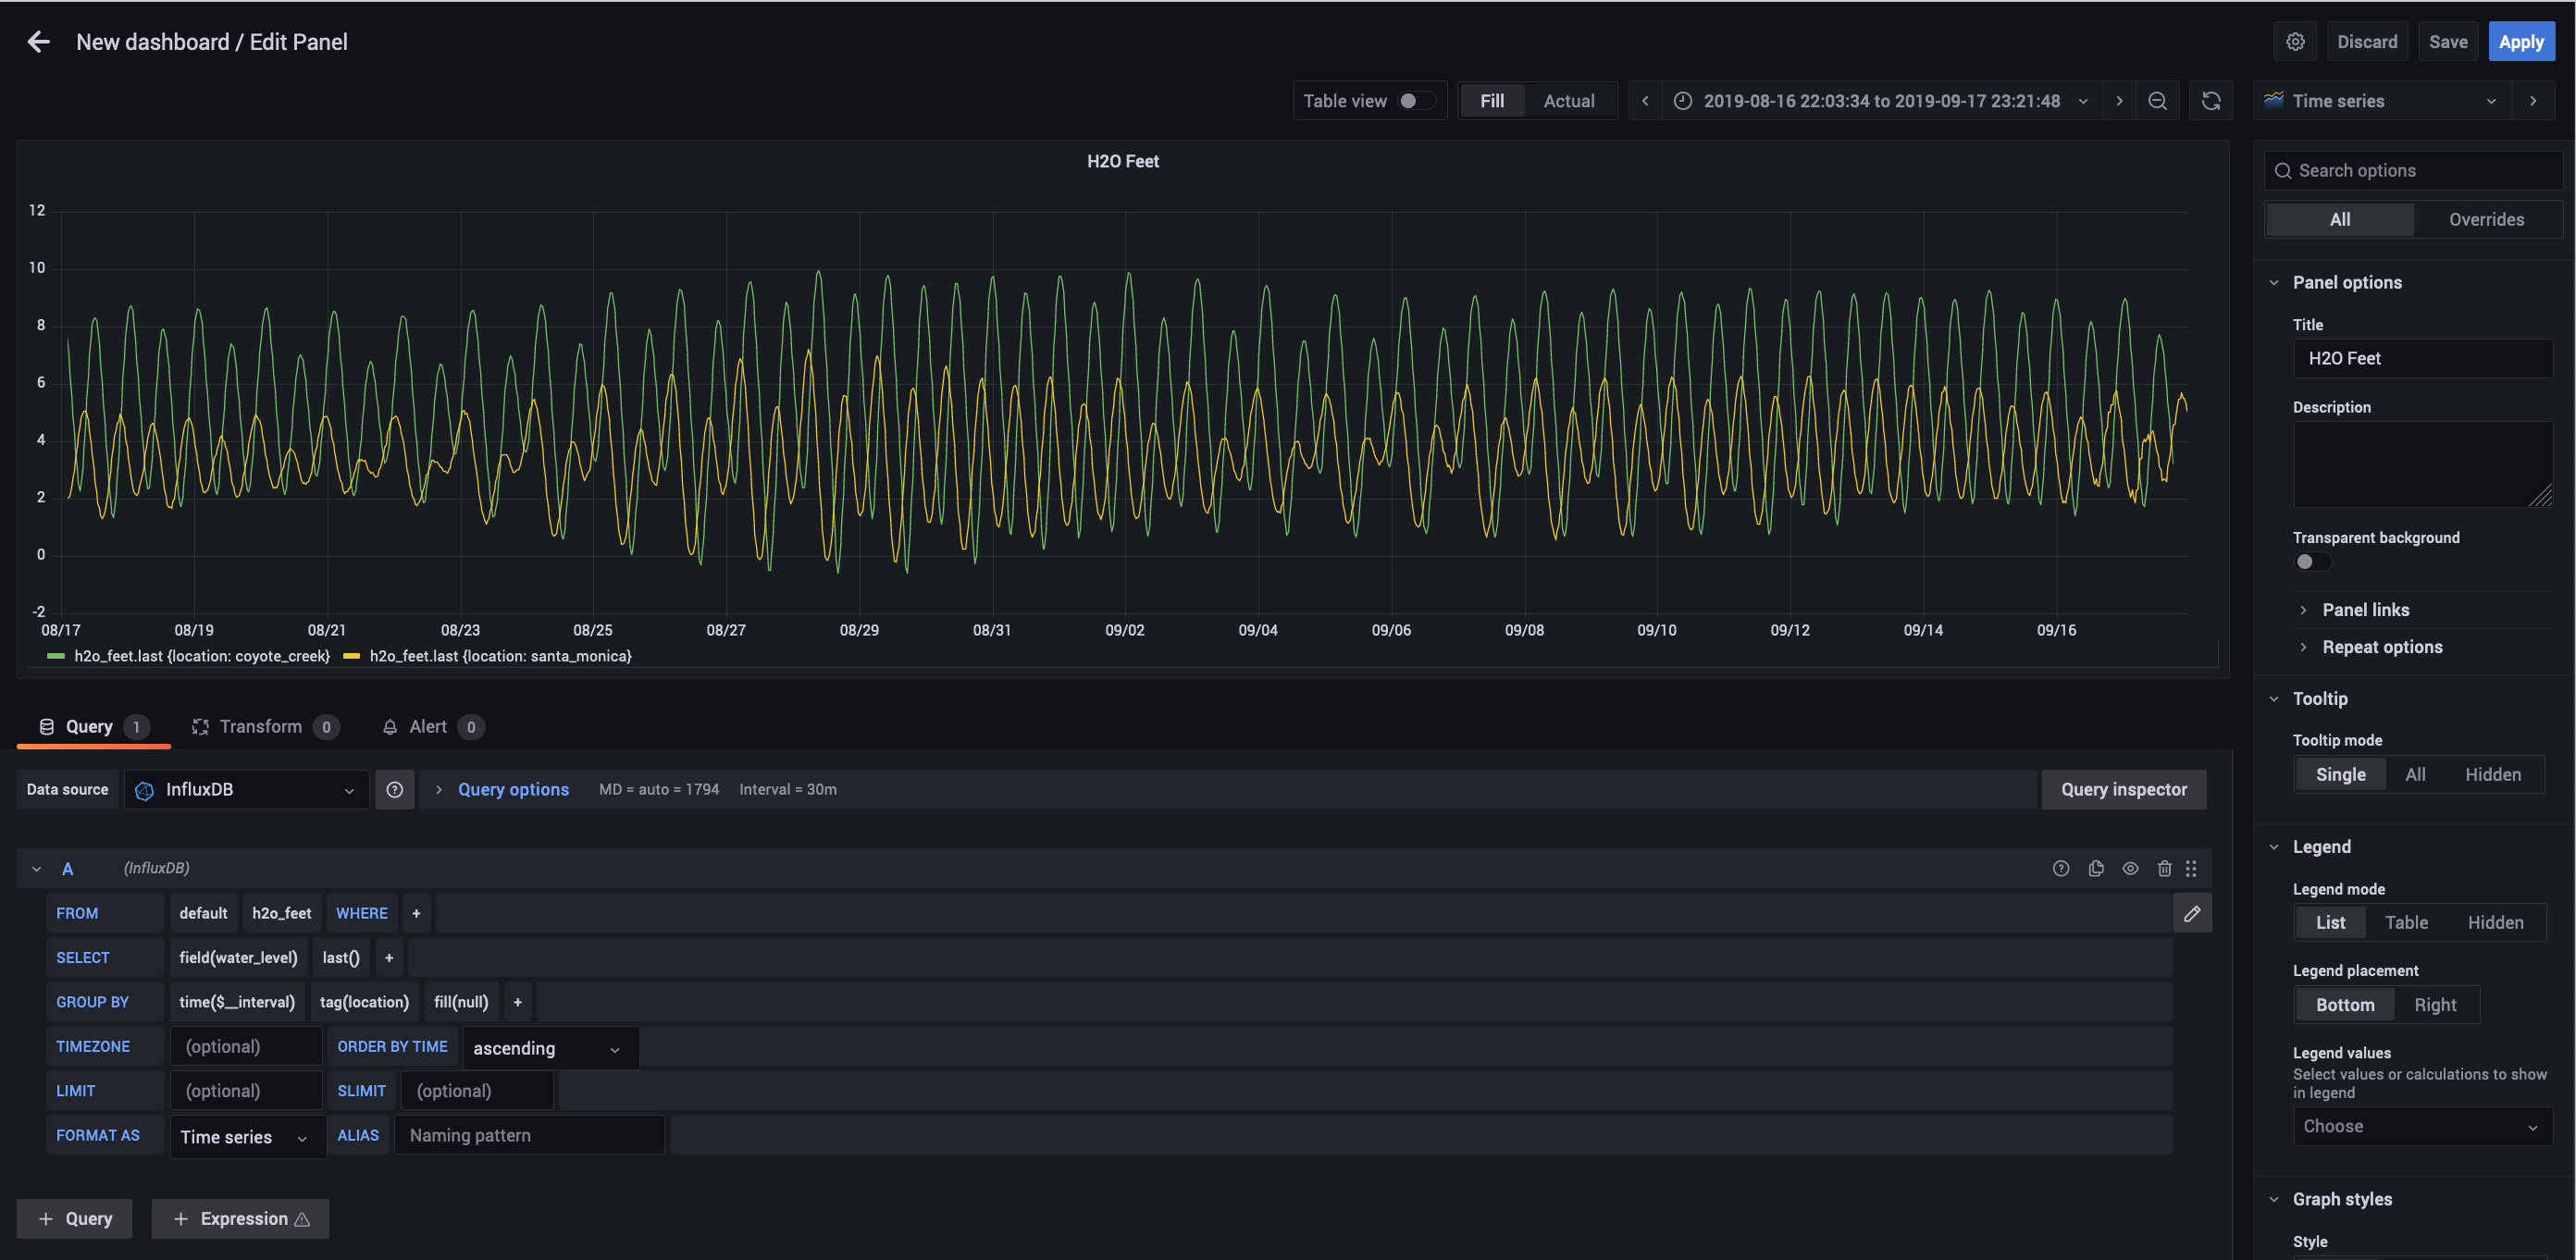 New dashboard / Edit Panel
Discard
Save
Apply
Table view
Fill
Actual
2019-08-16 22:03:34 to 2019-09-17 23:21:48
Time series
H2O Feet
12
10
8
6
4
2
0
-2
08/17
08/19
08/21
08/23
08/25
08/27
08/29
08/31
09/02
09/04
09/06
09/08
09/10
09/12
09/14
09/16
h2o_feet.last {location: coyote_creek}
h2o_feet.last {location: santa_monica}
Query 1
Transform 0
Alert 0
Data source
InfluxDB
Query options
MD = auto = 1794
Interval = 30m
Query inspector
A
(InfluxDB)
FROM default h2o_feet WHERE +
SELECT field(water_level) last() +
GROUP BY time($__interval) tag(location) fill(null) +
TIMEZONE (optional) ORDER BY TIME ascending
LIMIT (optional) SLIMIT (optional)
FORMAT AS Time series ALIAS Naming pattern
+ Query
+ Expression
Search options
All
Overrides
Panel options
Title
H2O Feet
Description
Transparent background
Panel links
Repeat options
Tooltip
Tooltip mode
Single All Hidden
Legend
Legend mode
List Table Hidden
Legend placement
Bottom Right
Legend values
Select values or calculations to show
in legend
Choose
Graph styles
Style